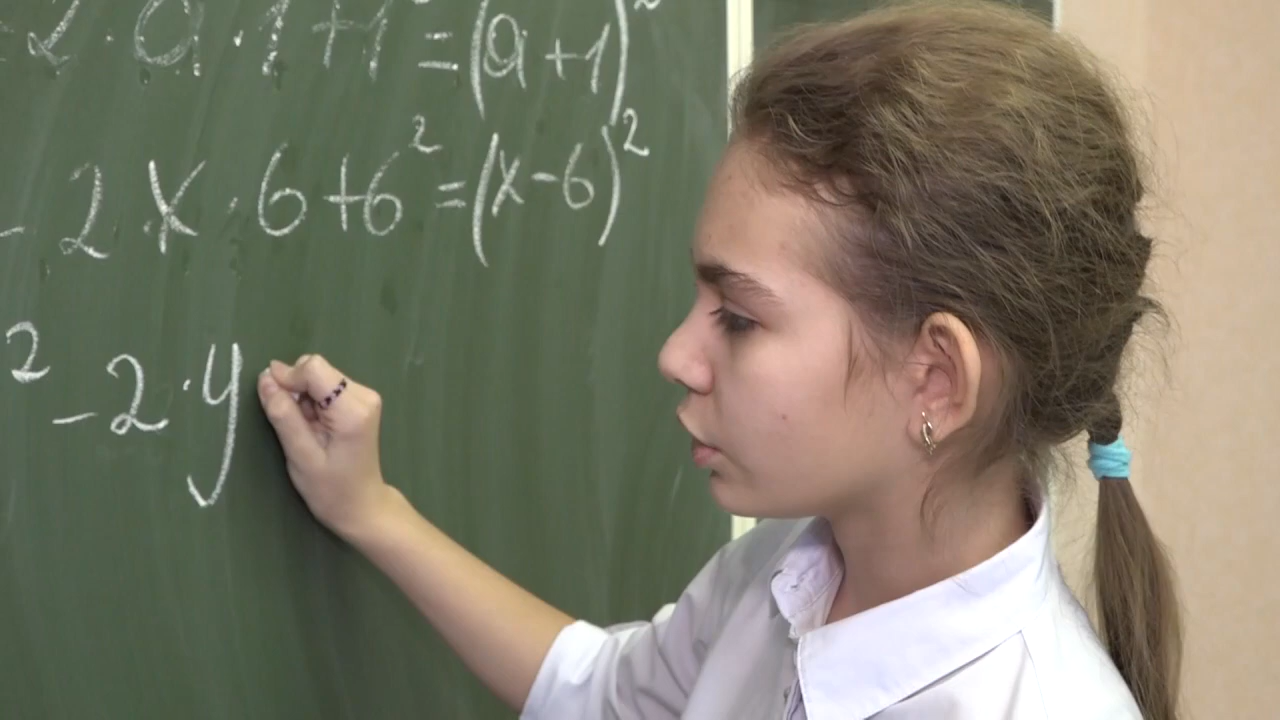 2·a·1+1=(a+1)²
- 2·x·6+6²=(x-6)²
² -2·y